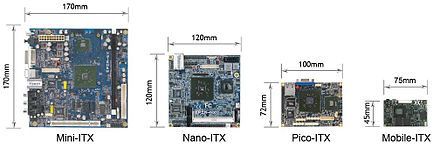 170mm
170mm
Mini-ITX
120mm
120mm
Nano-ITX
100mm
72mm
Pico-ITX
75mm
45mm
Mobile-ITX